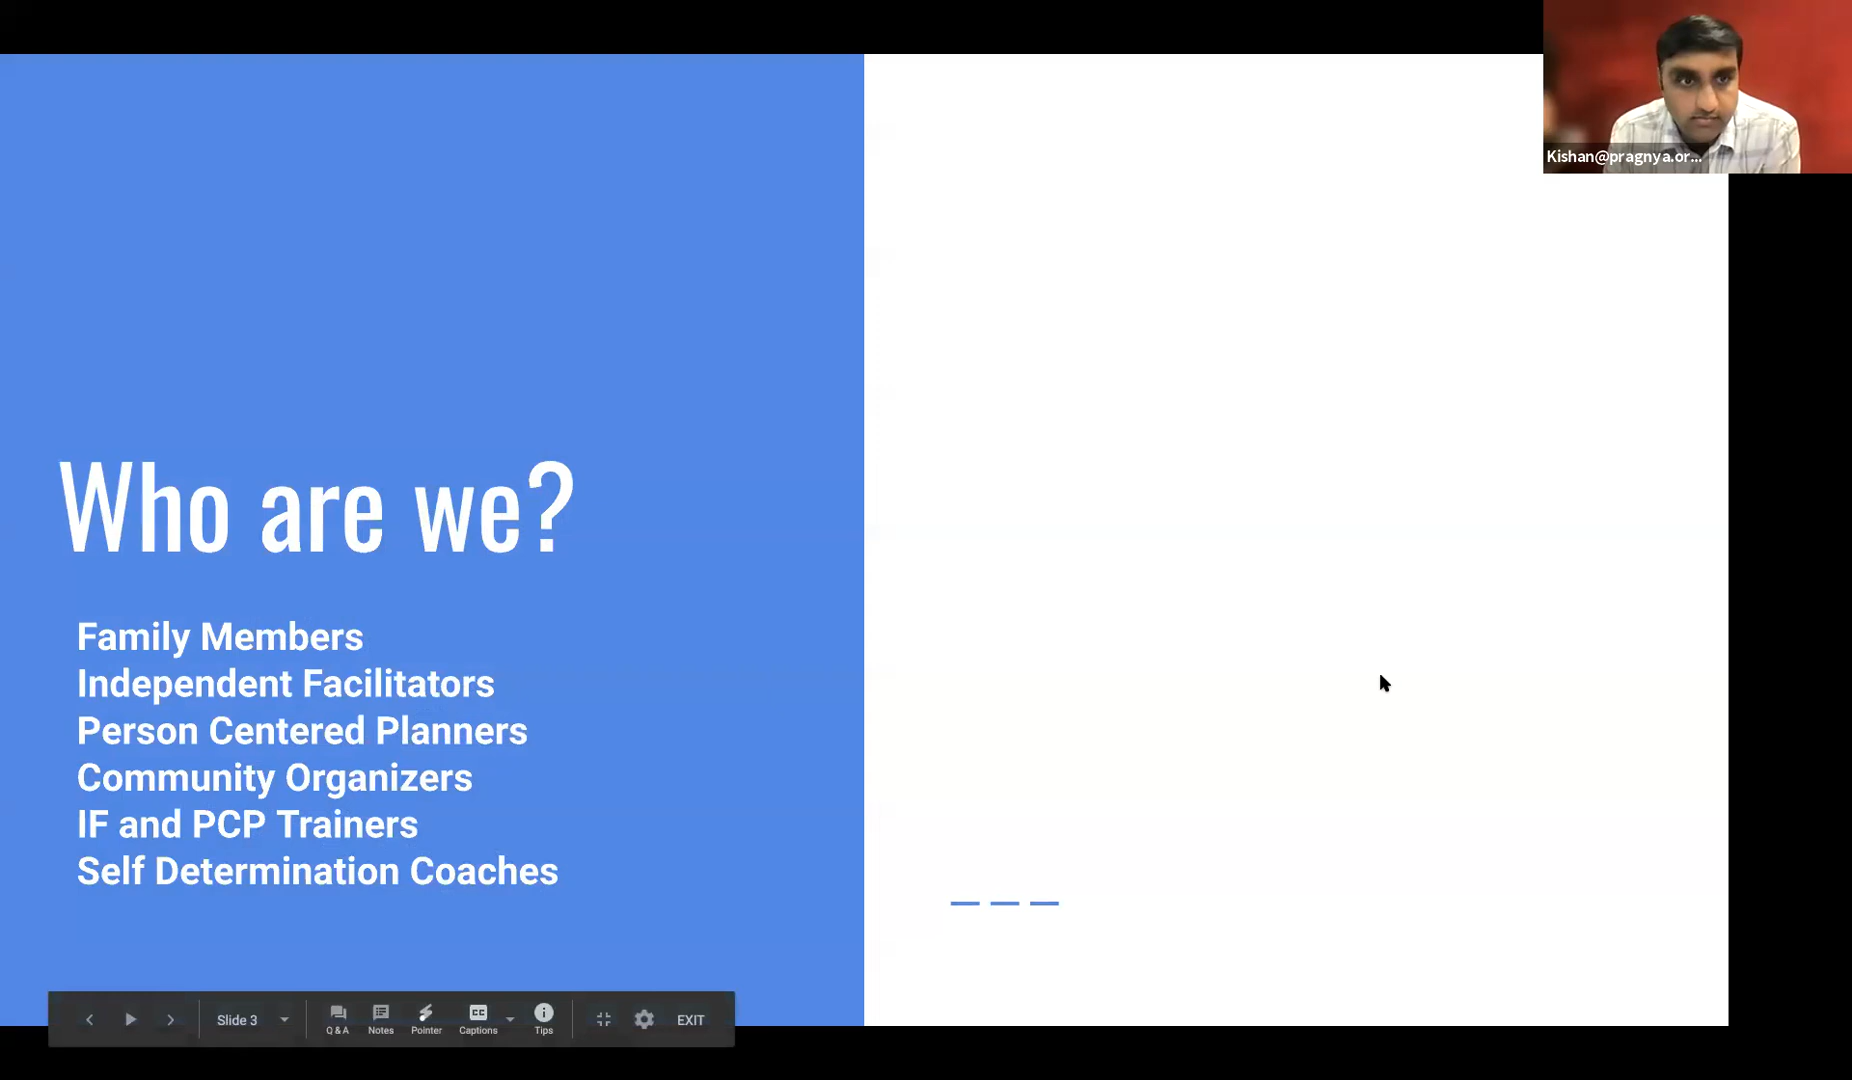 Kishan@pragnya.or...
Who are we?
Family Members
Independent Facilitators
Person Centered Planners
Community Organizers
IF and PCP Trainers
Self Determination Coaches
Slide 3
Q & A
Notes
Pointer
Captions
Tips
EXIT